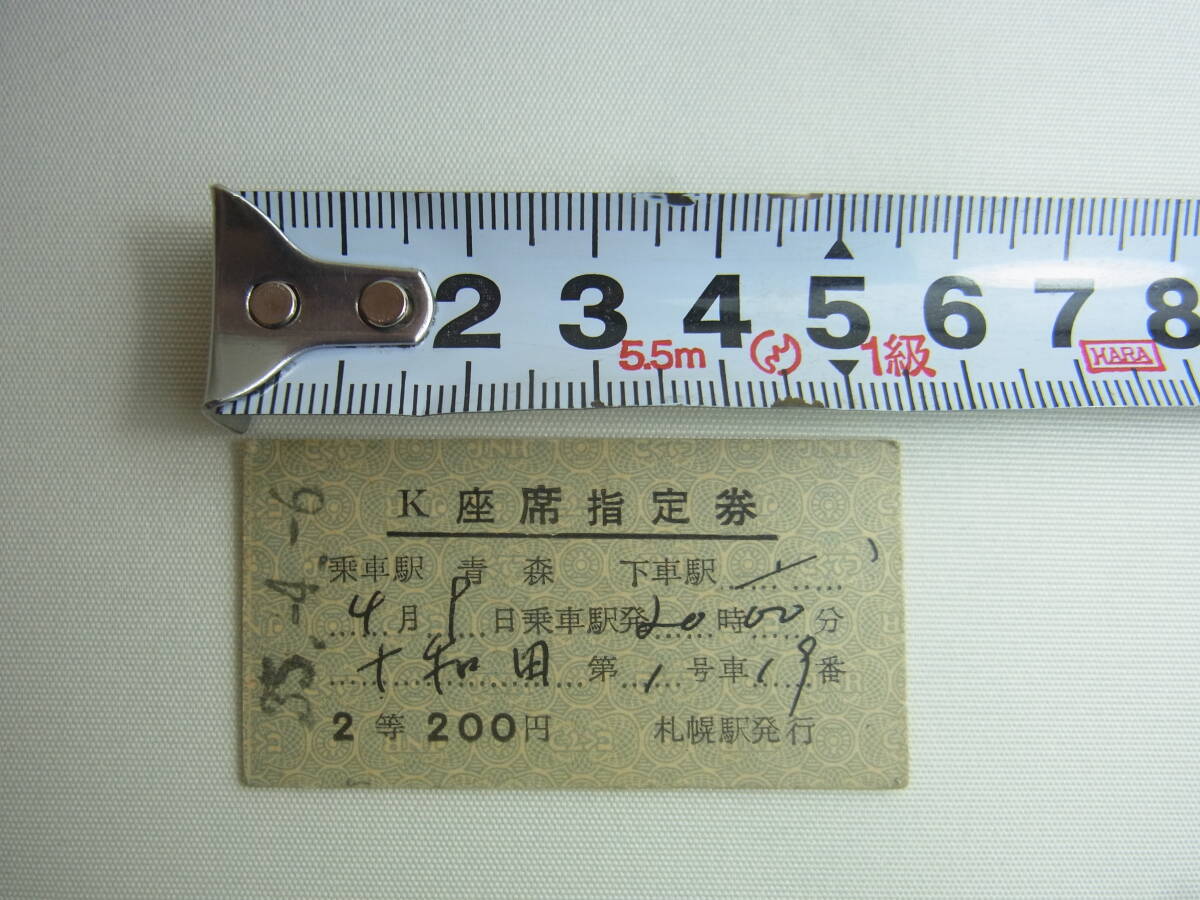 2 3 4 5 6 7 8
5.5m 1級 HARA
K座席指定券
乗車駅 青森 下車駅
4月9日乗車駅発20時00分
十和田 第1号車19番
2等 200円 札幌駅発行
35.-4.-6